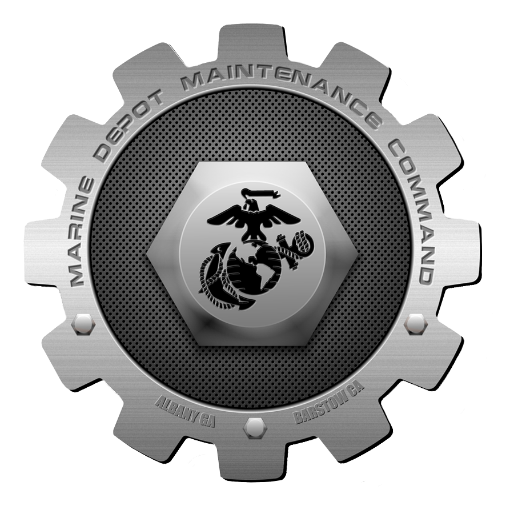 MARINE DEPOT MAINTENANCE COMMAND
ALBANY GA
BARSTOW CA